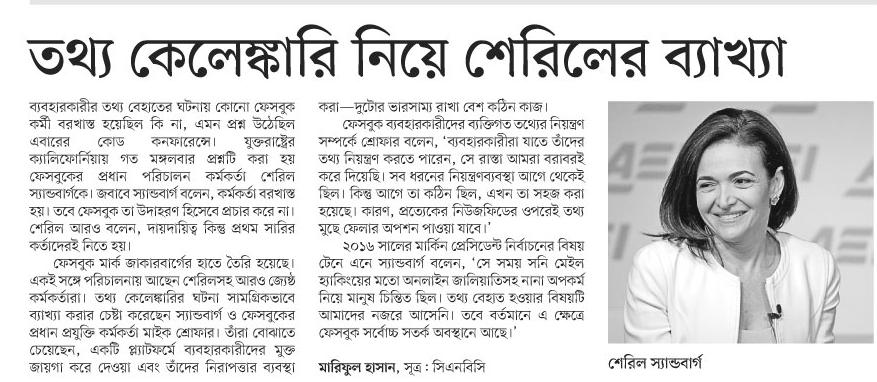 তথ্য কেলেঙ্কারি নিয়ে শেরিলের ব্যাখ্যা
ব্যবহারকারীর তথ্য বেহাতের ঘটনায় কোনো ফেসবুক
কর্মী বরখাস্ত হয়েছিল কি না, এমন প্রশ্ন উঠেছিল
এবারের কোড কনফারেন্সে। যুক্তরাষ্ট্রের
ক্যালিফোর্নিয়ায় গত মঙ্গলবার প্রশ্নটি করা হয়
ফেসবুকের প্রধান পরিচালন কর্মকর্তা শেরিল
স্যান্ডবার্গকে। জবাবে স্যান্ডবার্গ বলেন, কর্মকর্তা বরখাস্ত
হয়। তবে ফেসবুক তা উদাহরণ হিসেবে প্রচার করে না।
শেরিল আরও বলেন, দায়দায়িত্ব কিন্তু প্রথম সারির
কর্তাদেরই নিতে হয়।
ফেসবুক মার্ক জাকারবার্গের হাতে তৈরি হয়েছে।
একই সঙ্গে পরিচালনায় আছেন শেরিলসহ আরও জ্যেষ্ঠ
কর্মকর্তারা। তথ্য কেলেঙ্কারির ঘটনা সামগ্রিকভাবে
ব্যাখ্যা করার চেষ্টা করেছেন স্যান্ডবার্গ ও ফেসবুকের
প্রধান প্রযুক্তি কর্মকর্তা মাইক শ্রোফার। তাঁরা বোঝাতে
চেয়েছেন, একটি প্ল্যাটফর্মে ব্যবহারকারীদের মুক্ত
জায়গা করে দেওয়া এবং তাঁদের নিরাপত্তার ব্যবস্থা
করা—দুটোর ভারসাম্য রাখা বেশ কঠিন কাজ।
ফেসবুক ব্যবহারকারীদের ব্যক্তিগত তথ্যের নিয়ন্ত্রণ
সম্পর্কে শ্রোফার বলেন, ‘ব্যবহারকারীরা যাতে তাঁদের
তথ্য নিয়ন্ত্রণ করতে পারেন, সে রাস্তা আমরা বরাবরই
করে দিয়েছি। সব ধরনের নিয়ন্ত্রণব্যবস্থা আগে থেকেই
ছিল। কিন্তু আগে তা কঠিন ছিল, এখন তা সহজ করা
হয়েছে। কারণ, প্রত্যেকের নিউজফিডের ওপরেই তথ্য
মুছে ফেলার অপশন পাওয়া যাবে।’
২০১৬ সালের মার্কিন প্রেসিডেন্ট নির্বাচনের বিষয়
টেনে এনে স্যান্ডবার্গ বলেন, ‘সে সময় সনি মেইল
হ্যাকিংয়ের মতো অনলাইন জালিয়াতিসহ নানা অপকর্ম
নিয়ে মানুষ চিন্তিত ছিল। তথ্য বেহাত হওয়ার বিষয়টি
আমাদের নজরে আসেনি। তবে বর্তমানে এ ক্ষেত্রে
ফেসবুক সর্বোচ্চ সতর্ক অবস্থানে আছে।’
মারিফুল হাসান, সূত্র : সিএনবিসি
শেরিল স্যান্ডবার্গ